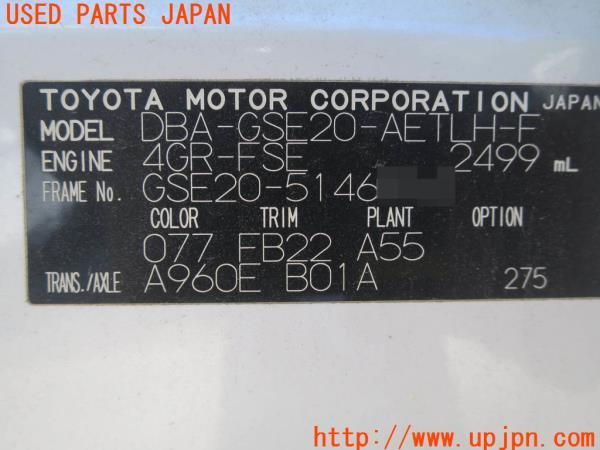 USED PARTS JAPAN
TOYOTA MOTOR CORPORATION JAPAN
MODEL DBA-GSE20-AETLH-F
ENGINE 4GR-FSE 2499 mL
FRAME No. GSE20-5146
COLOR TRIM PLANT OPTION
077 FB22 A55
TRANS./AXLE A960E B01A 275
http://www.upjpn.com